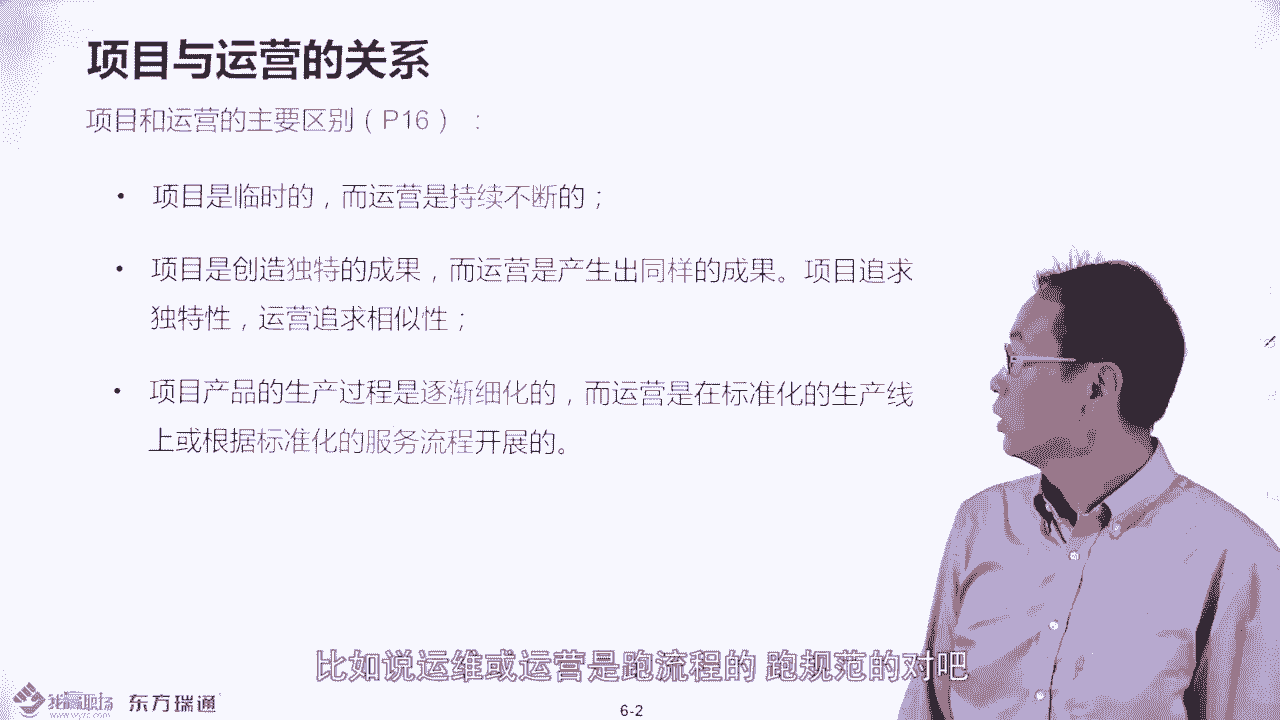 项目与运营的关系
项目和运营的主要区别（P16）：
• 项目是临时的，而运营是持续不断的；
• 项目是创造独特的成果，而运营是产生出同样的成果。项目追求
独特性，运营追求相似性；
• 项目产品的生产过程是逐渐细化的，而运营是在标准化的生产线
上或根据标准化的服务流程开展的。
比如说运维或运营是跑流程的 跑规范的对吧
我赢职场 东方瑞通
www.wyzc.com
6-2